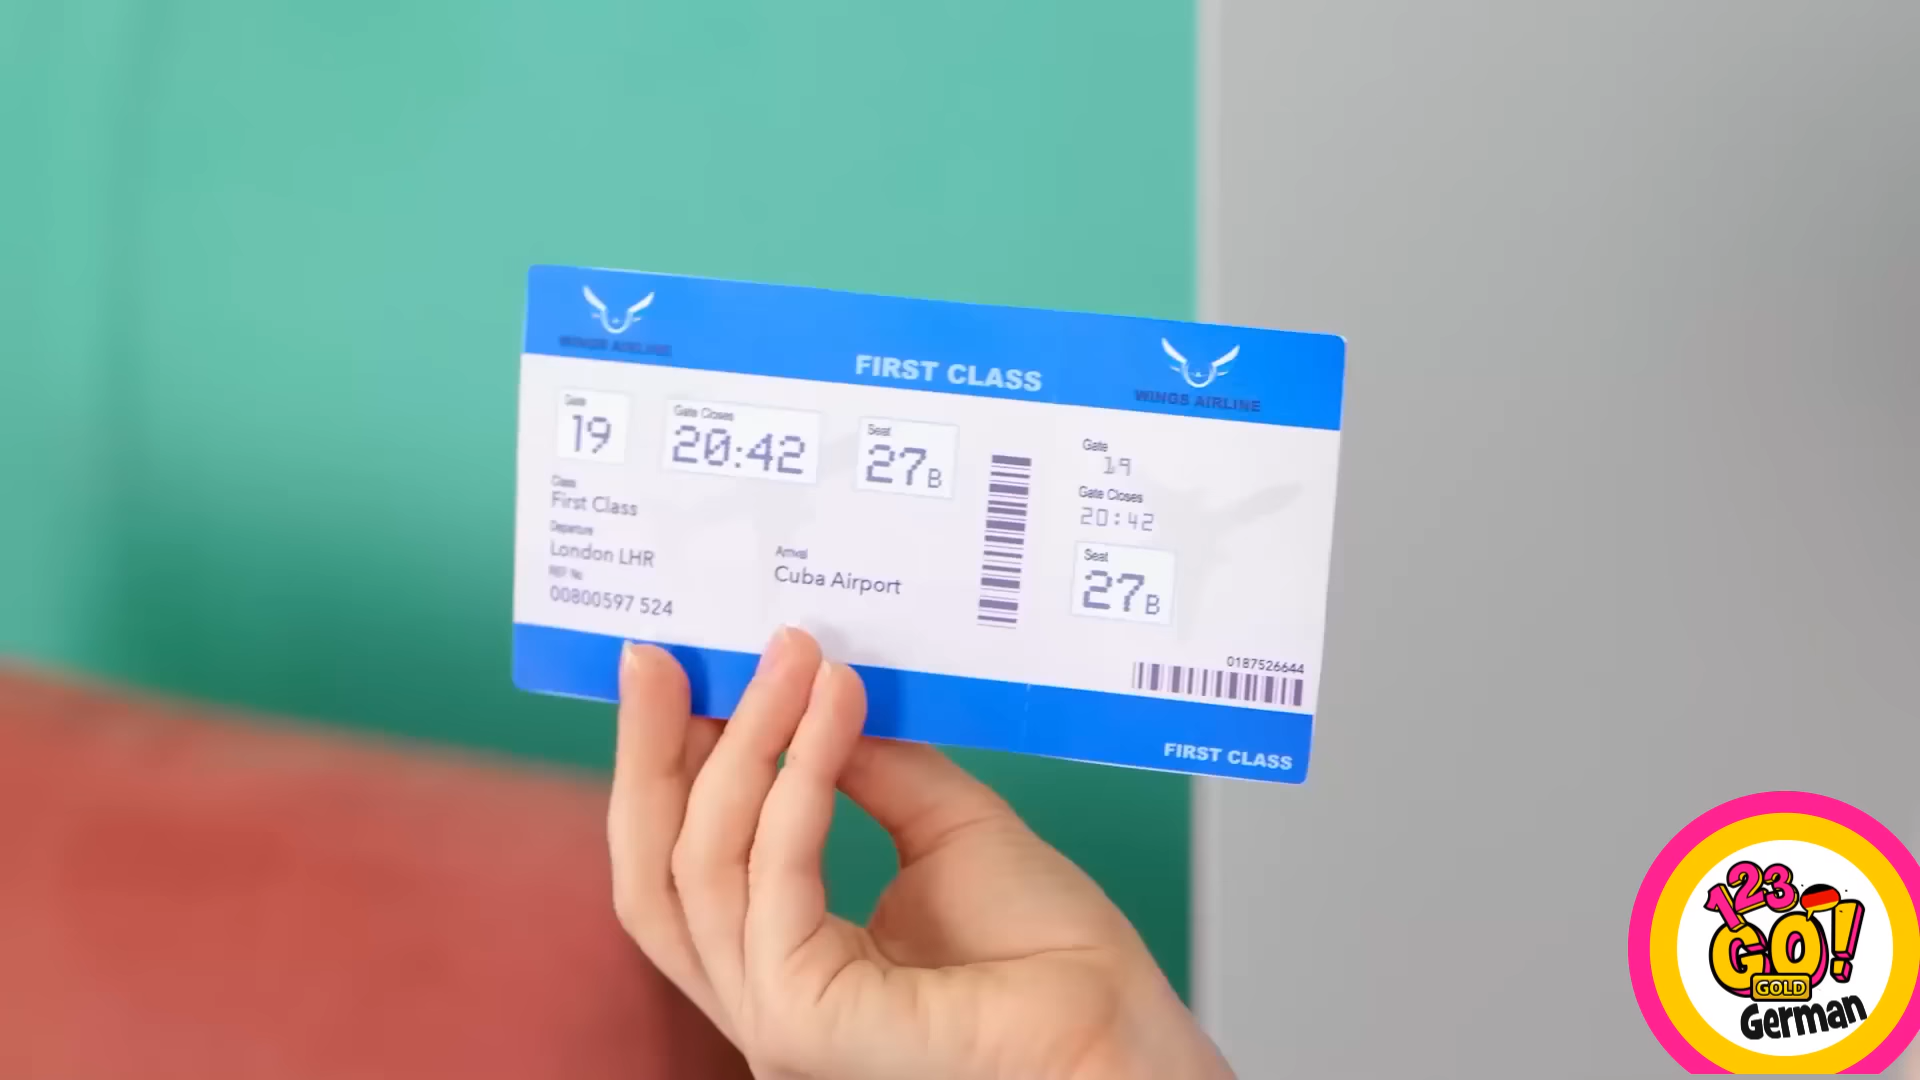 WINGS AIRLINE
FIRST CLASS
WINGS AIRLINE
Date
19
Gate Closes
20:42
Seat
27B
Class
First Class
Departure
London LHR
REF No
00800597 524
Arrival
Cuba Airport
Gate
19
Gate Closes
20:42
Seat
27B
0187526644
FIRST CLASS
123
GO!
GOLD
German